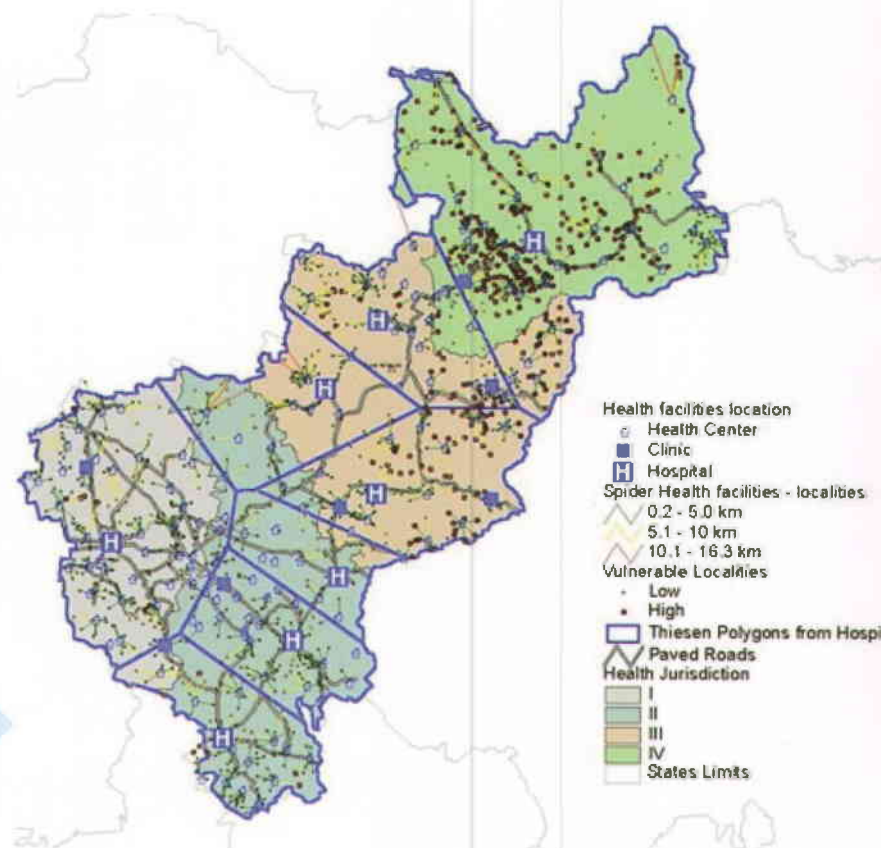 H
H
H
H
H
H
H
H
Health facilities location
Health Center
Clinic
H Hospital
Spider Health facilities - localities
0.2 - 5.0 km
5.1 - 10 km
10.1 - 16.3 km
Vulnerable Localities
Low
High
Thiesen Polygons from Hospi
Paved Roads
Health Jurisdiction
I
II
III
IV
States Limits